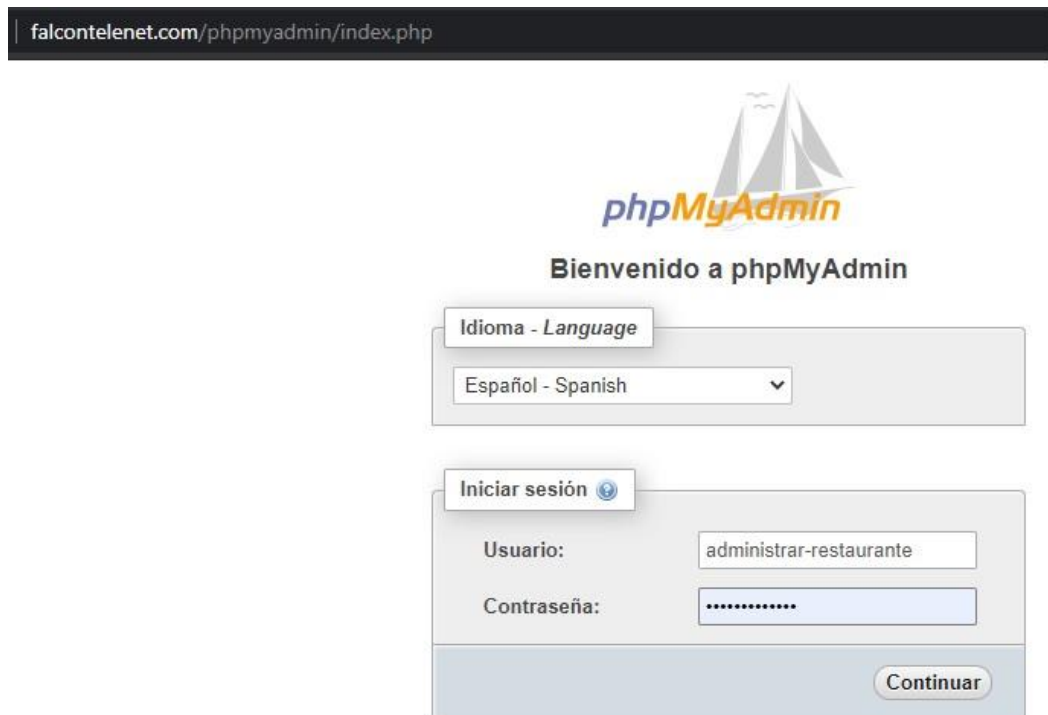 falcontelenet.com/phpmyadmin/index.php
phpMyAdmin
Bienvenido a phpMyAdmin
Idioma - Language
Español - Spanish
Iniciar sesión
Usuario: administrar-restaurante
Contraseña: •••••••••••••
Continuar